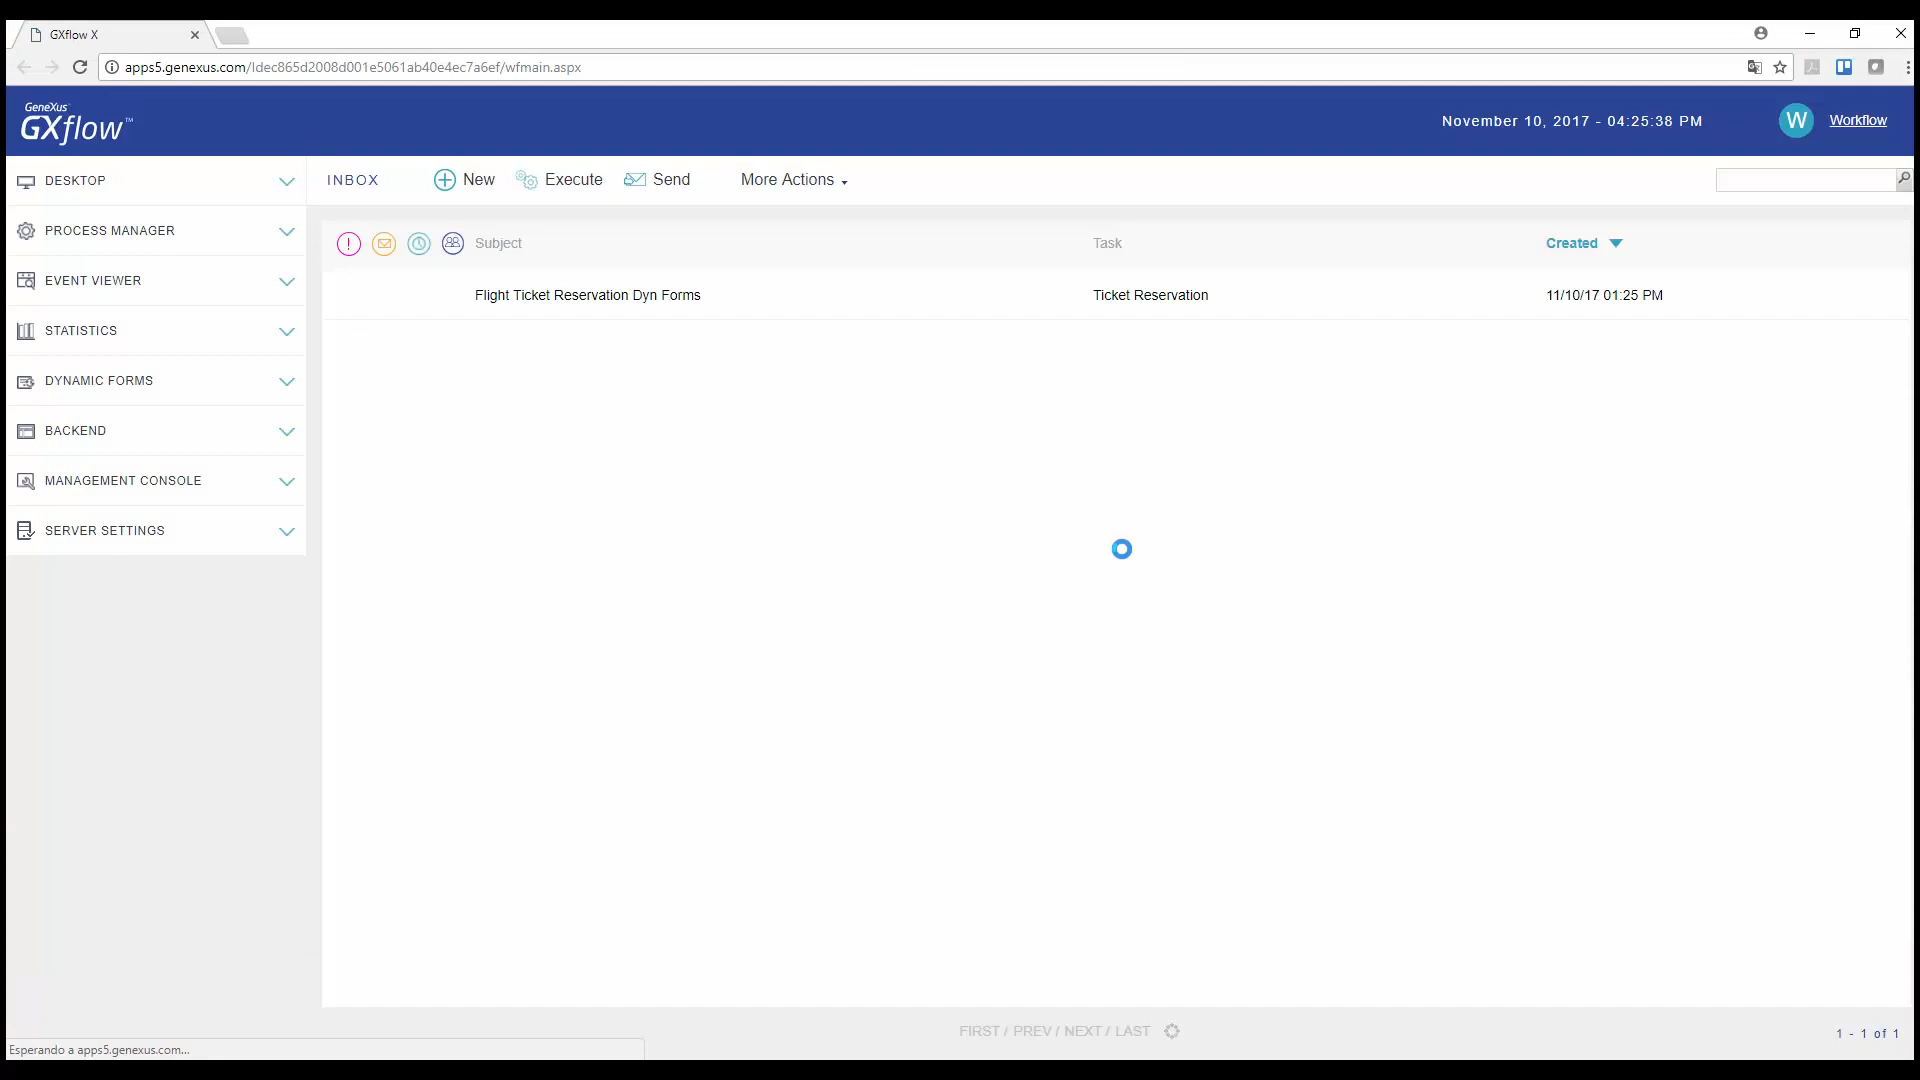 GXflow X
apps5.genexus.com/Idec865d2008d001e5061ab40e4ec7a6ef/wfmain.aspx
GeneXus
GXflow™
November 10, 2017 - 04:25:38 PM
W
Workflow
DESKTOP
PROCESS MANAGER
EVENT VIEWER
STATISTICS
DYNAMIC FORMS
BACKEND
MANAGEMENT CONSOLE
SERVER SETTINGS
INBOX
New
Execute
Send
More Actions
Subject
Task
Created
Flight Ticket Reservation Dyn Forms
Ticket Reservation
11/10/17 01:25 PM
FIRST / PREV / NEXT / LAST
1 - 1 of 1
Esperando a apps5.genexus.com...